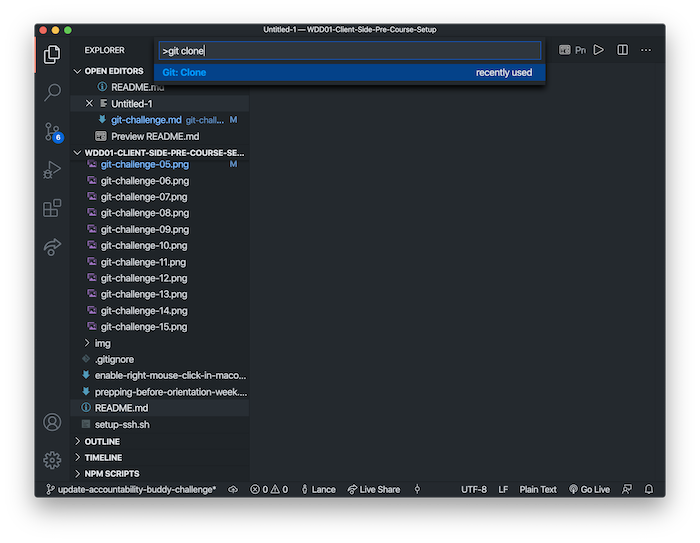 Untitled-1 — WDD01-Client-Side-Pre-Course-Setup
EXPLORER
>git clone
Pn
Git: Clone recently used
OPEN EDITORS
README.md
Untitled-1
git-challenge.md git-chall... M
Preview README.md
WDD01-CLIENT-SIDE-PRE-COURSE-SE...
git-challenge-05.png M
git-challenge-06.png
git-challenge-07.png
git-challenge-08.png
git-challenge-09.png
git-challenge-10.png
git-challenge-11.png
git-challenge-12.png
git-challenge-13.png
git-challenge-14.png
git-challenge-15.png
img
.gitignore
enable-right-mouse-click-in-maco...
prepping-before-orientation-week....
README.md
setup-ssh.sh
OUTLINE
TIMELINE
NPM SCRIPTS
6
update-accountability-buddy-challenge* 0 0 Lance Live Share UTF-8 LF Plain Text Go Live